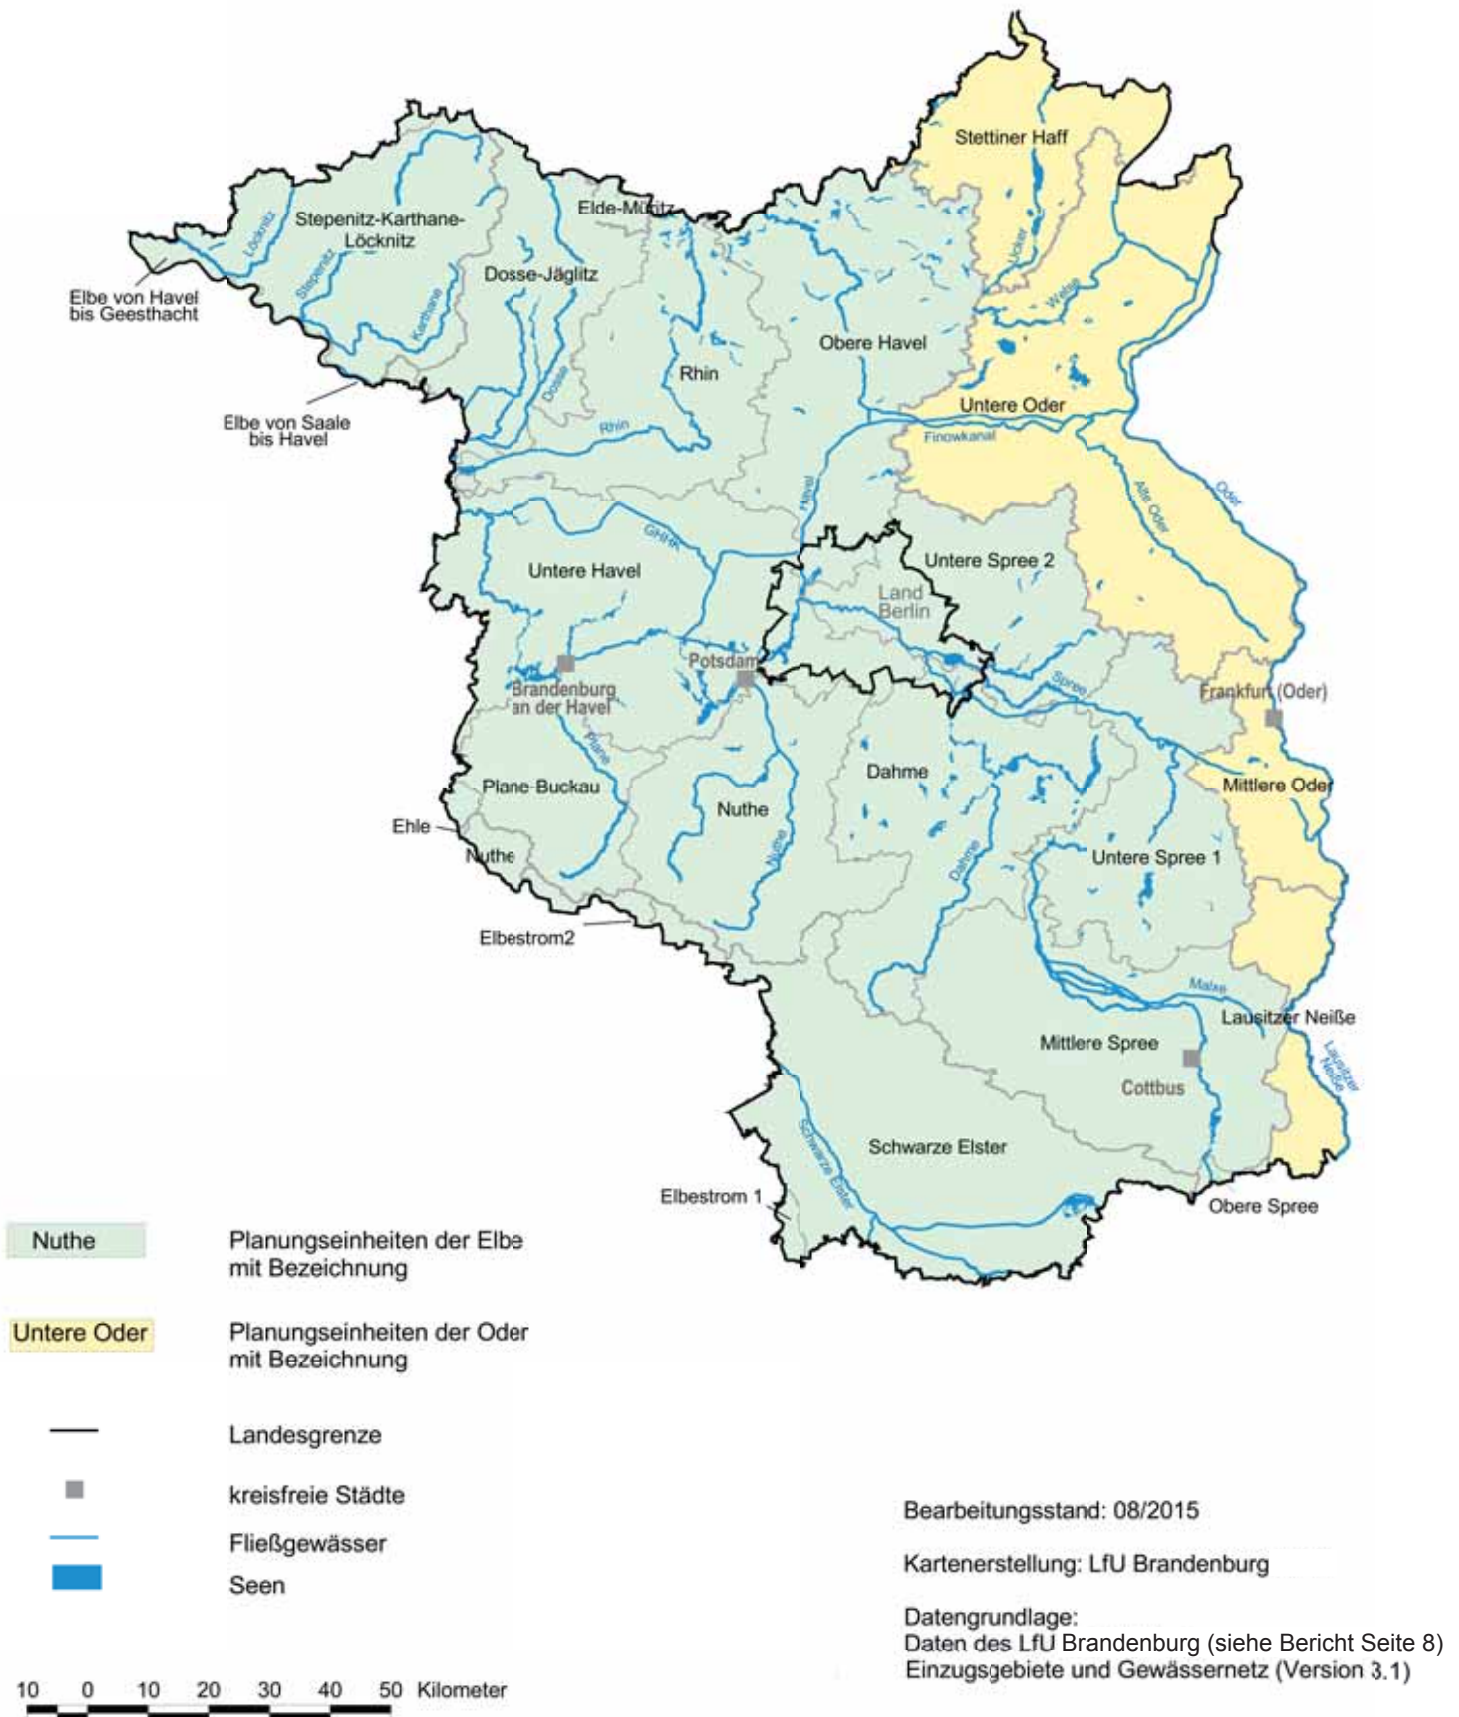 Stettiner Haff
Elde-Müritz
Stepenitz-Karthane-
Löcknitz
Löcknitz
Stepenitz
Karthane
Dosse-Jäglitz
Ucker
Welse
Elbe von Havel
bis Geesthacht
Obere Havel
Rhin
Dosse
Untere Oder
Elbe von Saale
bis Havel
Rhin
Finowkanal
Havel
Alte Oder
Oder
GHHK
Untere Havel
Untere Spree 2
Land
Berlin
Potsdam
Brandenburg
an der Havel
Spree
Frankfurt (Oder)
Plane
Dahme
Plane-Buckau
Mittlere Oder
Nuthe
Ehle
Nuthe
Nuthe
Dahme
Untere Spree 1
Elbestrom2
Malxe
Lausitzer Neiße
Mittlere Spree
Lausitzer
Neiße
Cottbus
Schwarze Elster
Schwarze Elster
Elbestrom 1
Obere Spree
Nuthe
Planungseinheiten der Elbe
mit Bezeichnung
Untere Oder
Planungseinheiten der Oder
mit Bezeichnung
Landesgrenze
kreisfreie Städte
Fließgewässer
Seen
Bearbeitungsstand: 08/2015
Kartenerstellung: LfU Brandenburg
Datengrundlage:
Daten des LfU Brandenburg (siehe Bericht Seite 8)
Einzugsgebiete und Gewässernetz (Version 3.1)
10 0 10 20 30 40 50 Kilometer